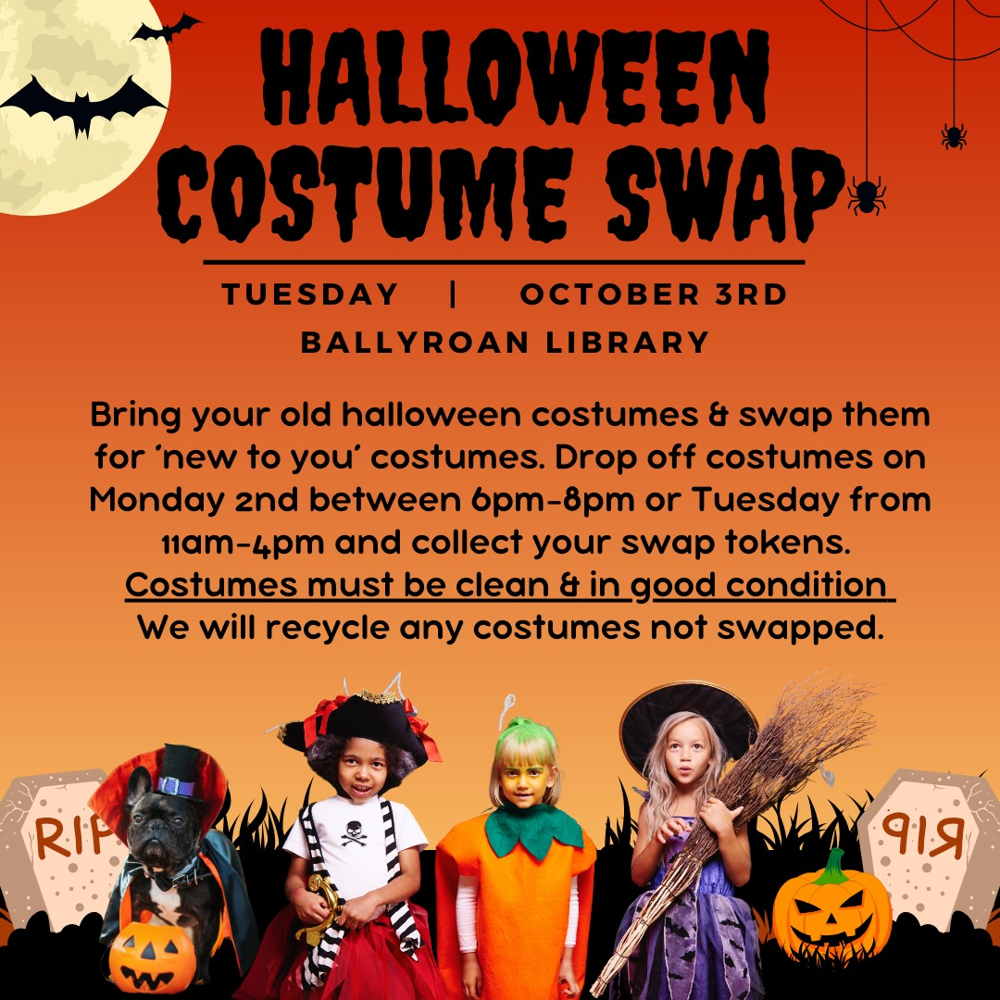 HALLOWEEN
COSTUME SWAP
TUESDAY | OCTOBER 3RD
BALLYROAN LIBRARY
Bring your old halloween costumes & swap them
for 'new to you' costumes. Drop off costumes on
Monday 2nd between 6pm-8pm or Tuesday from
11am-4pm and collect your swap tokens.
Costumes must be clean & in good condition
We will recycle any costumes not swapped.
RIP
RIP